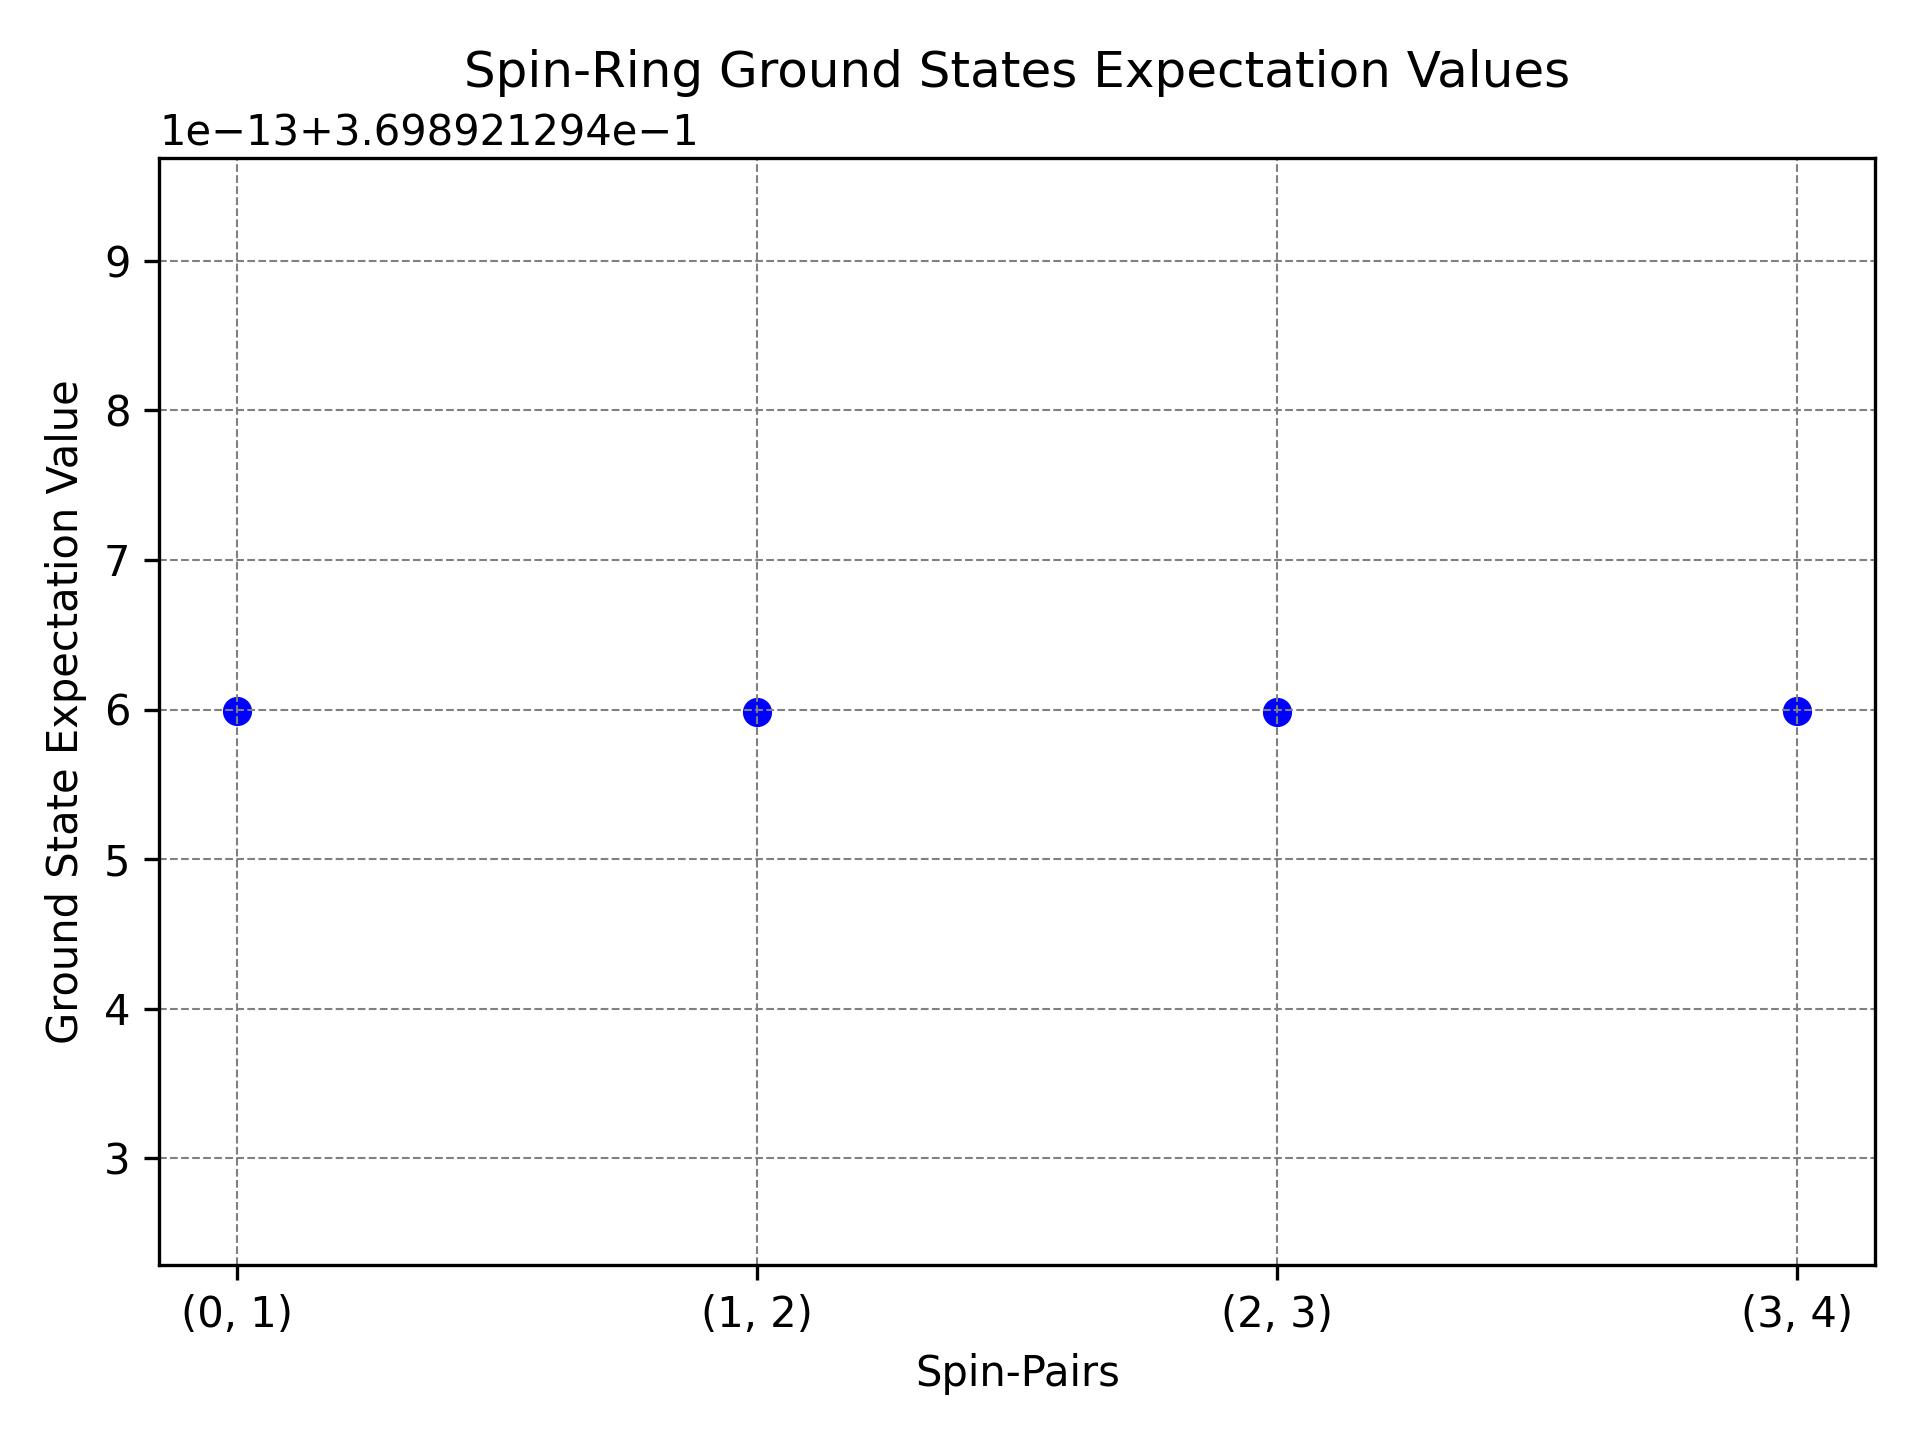 Spin-Ring Ground States Expectation Values
1e−13+3.698921294e−1
Ground State Expectation Value
9
8
7
6
5
4
3
(0, 1) (1, 2) (2, 3) (3, 4)
Spin-Pairs